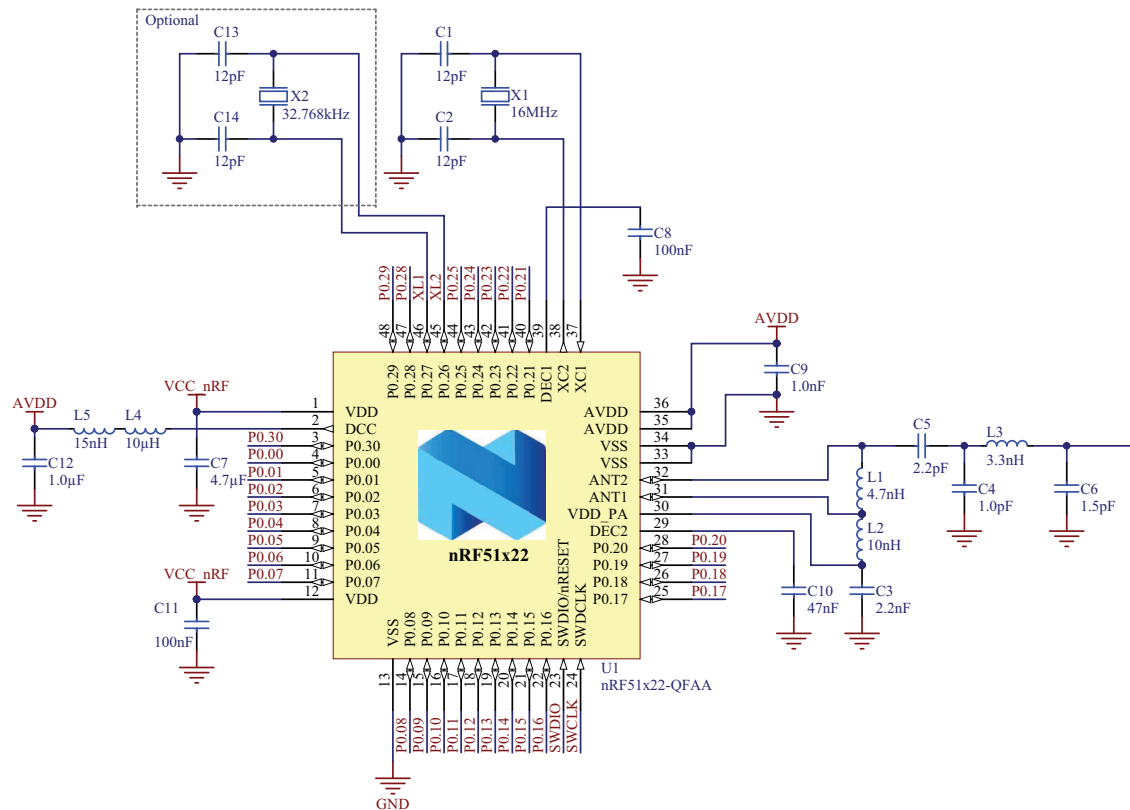 Optional
C13
12pF
X2
32.768kHz
C14
12pF
C1
12pF
X1
16MHz
C2
12pF
C8
100nF
P0.29
P0.28
XL1
XL2
P0.25
P0.24
P0.23
P0.22
P0.21
48
47
46
45
44
43
42
41
40
39
38
37
P0.29
P0.28
P0.27
P0.26
P0.25
P0.24
P0.23
P0.22
P0.21
DEC1
XC2
XC1
AVDD
C9
1.0nF
VCC_nRF
AVDD
L5
15nH
L4
10µH
C12
1.0µF
C7
4.7µF
P0.30
P0.00
P0.01
P0.02
P0.03
P0.04
P0.05
P0.06
P0.07
VCC_nRF
C11
100nF
1
2
3
4
5
6
7
8
9
10
11
12
VDD
DCC
P0.30
P0.00
P0.01
P0.02
P0.03
P0.04
P0.05
P0.06
P0.07
VDD
nRF51x22
AVDD
AVDD
VSS
VSS
ANT2
ANT1
VDD_PA
DEC2
P0.20
P0.19
P0.18
P0.17
36
35
34
33
32
31
30
29
28
27
26
25
P0.20
P0.19
P0.18
P0.17
C5
2.2pF
L3
3.3nH
L1
4.7nH
C4
1.0pF
C6
1.5pF
L2
10nH
C10
47nF
C3
2.2nF
VSS
P0.08
P0.09
P0.10
P0.11
P0.12
P0.13
P0.14
P0.15
P0.16
SWDIO/nRESET
SWDCLK
U1
nRF51x22-QFAA
13
14
15
16
17
18
19
20
21
22
23
24
P0.08
P0.09
P0.10
P0.11
P0.12
P0.13
P0.14
P0.15
P0.16
SWDIO
SWCLK
GND